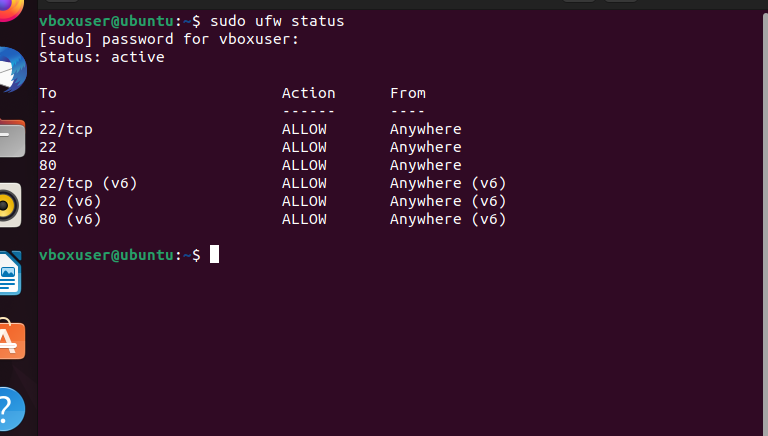 vboxuser@ubuntu:~$ sudo ufw status
[sudo] password for vboxuser:
Status: active
To                         Action      From
--                         ------      ----
22/tcp                     ALLOW       Anywhere
22                         ALLOW       Anywhere
80                         ALLOW       Anywhere
22/tcp (v6)                ALLOW       Anywhere (v6)
22 (v6)                    ALLOW       Anywhere (v6)
80 (v6)                    ALLOW       Anywhere (v6)
vboxuser@ubuntu:~$